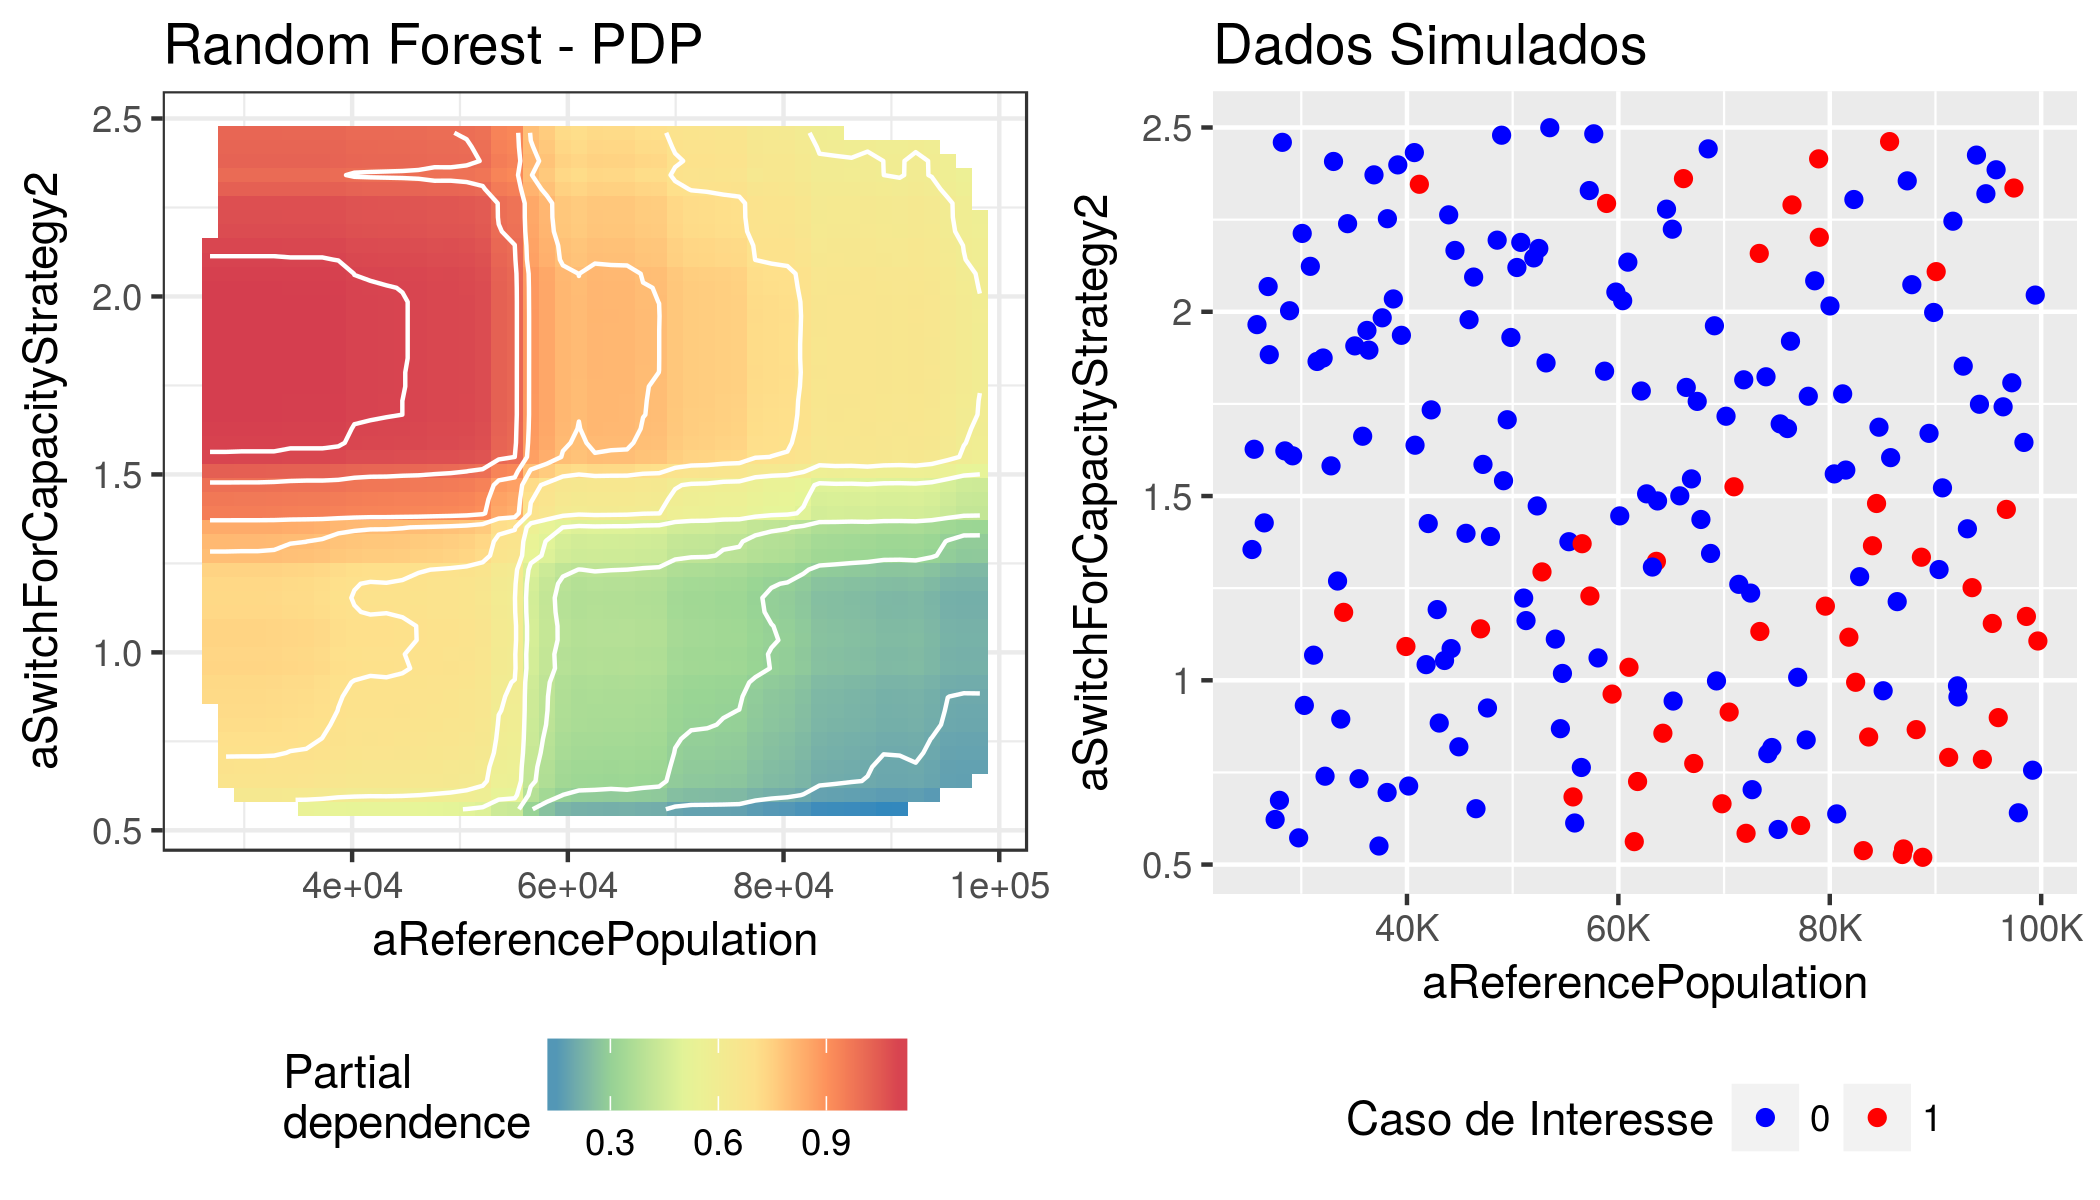 Random Forest - PDP
aSwitchForCapacityStrategy2
2.5
2.0
1.5
1.0
0.5
4e+04 6e+04 8e+04 1e+05
aReferencePopulation
Partial
dependence
0.3 0.6 0.9
Dados Simulados
aSwitchForCapacityStrategy2
2.5
2
1.5
1
0.5
40K 60K 80K 100K
aReferencePopulation
Caso de Interesse 0 1